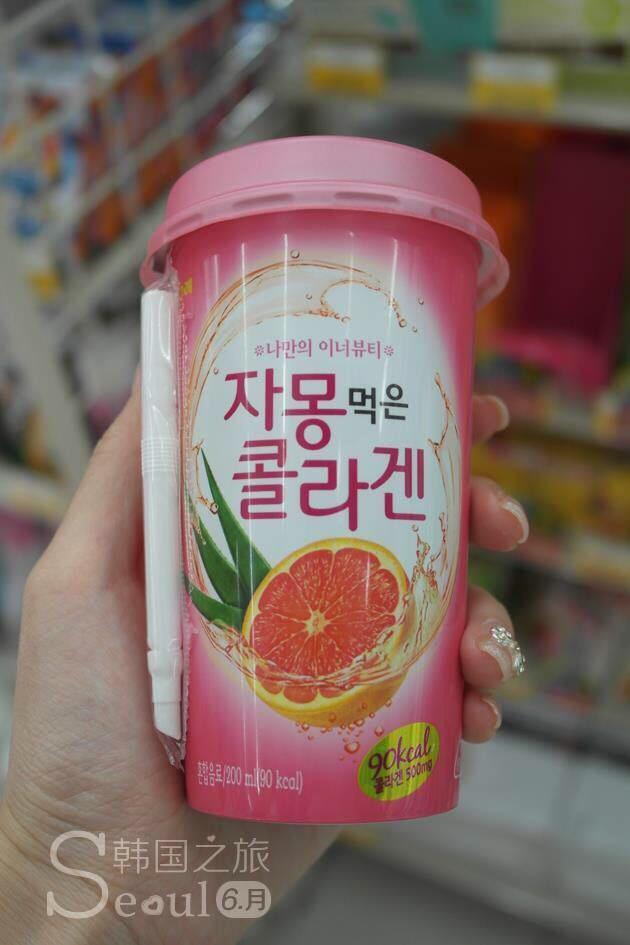 나만의 이너뷰티
자몽먹은
콜라겐
90kcal
콜라겐 500mg
혼합음료/200 ml(90 kcal)
韩国之旅
Seoul 6.月